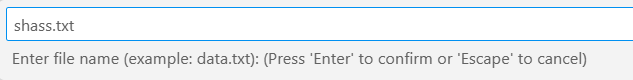 shass.txt
Enter file name (example: data.txt): (Press 'Enter' to confirm or 'Escape' to cancel)